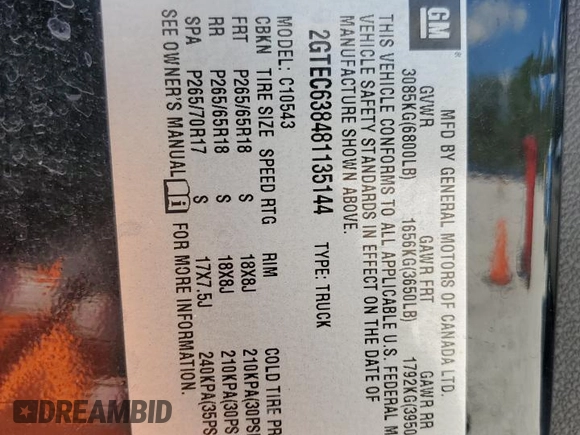 GM
®
MFD BY GENERAL MOTORS OF CANADA LTD.
GVWR GAWR FRT GAWR RR
3085KG(6800LB) 1656KG(3650LB) 1792KG(3950
THIS VEHICLE CONFORMS TO ALL APPLICABLE U.S. FEDERAL M
VEHICLE SAFETY STANDARDS IN EFFECT ON THE DATE OF
MANUFACTURE SHOWN ABOVE.
2GTEC638481135144 TYPE: TRUCK
MODEL: C10543
CBKN TIRE SIZE SPEED RTG RIM COLD TIRE PR
FRT P265/65R18 S 18X8J 210KPA(30PSI
RR P265/65R18 S 18X8J 210KPA(30PS
SPA P265/70R17 S 17X7.5J 240KPA(35PS
SEE OWNER'S MANUAL i FOR MORE INFORMATION.
DREAMBID